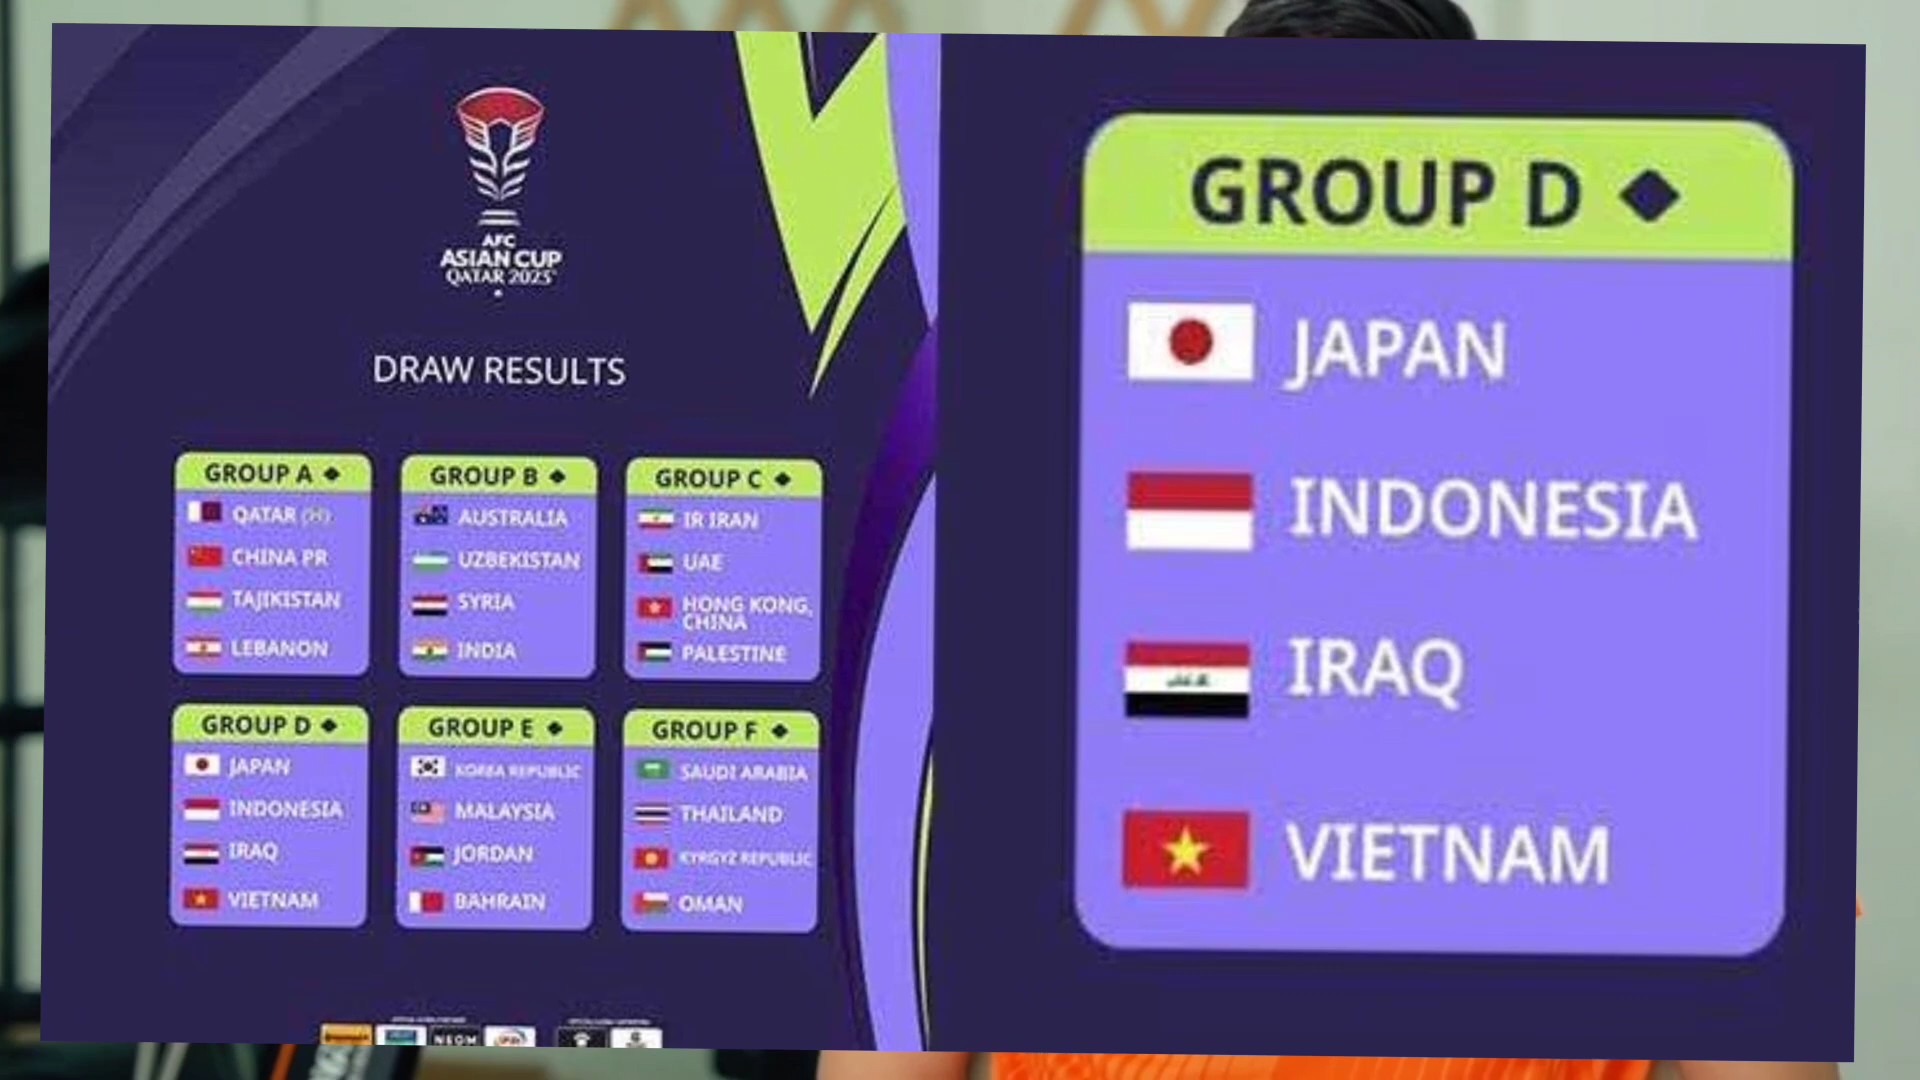 AFC
ASIAN CUP
QATAR 2023
DRAW RESULTS
GROUP A
QATAR (H)
CHINA PR
TAJIKISTAN
LEBANON
GROUP B
AUSTRALIA
UZBEKISTAN
SYRIA
INDIA
GROUP C
IR IRAN
UAE
HONG KONG,
CHINA
PALESTINE
GROUP D
JAPAN
INDONESIA
IRAQ
VIETNAM
GROUP E
KOREA REPUBLIC
MALAYSIA
JORDAN
BAHRAIN
GROUP F
SAUDI ARABIA
THAILAND
KYRGYZ REPUBLIC
OMAN
NEOM
GROUP D
JAPAN
INDONESIA
IRAQ
VIETNAM